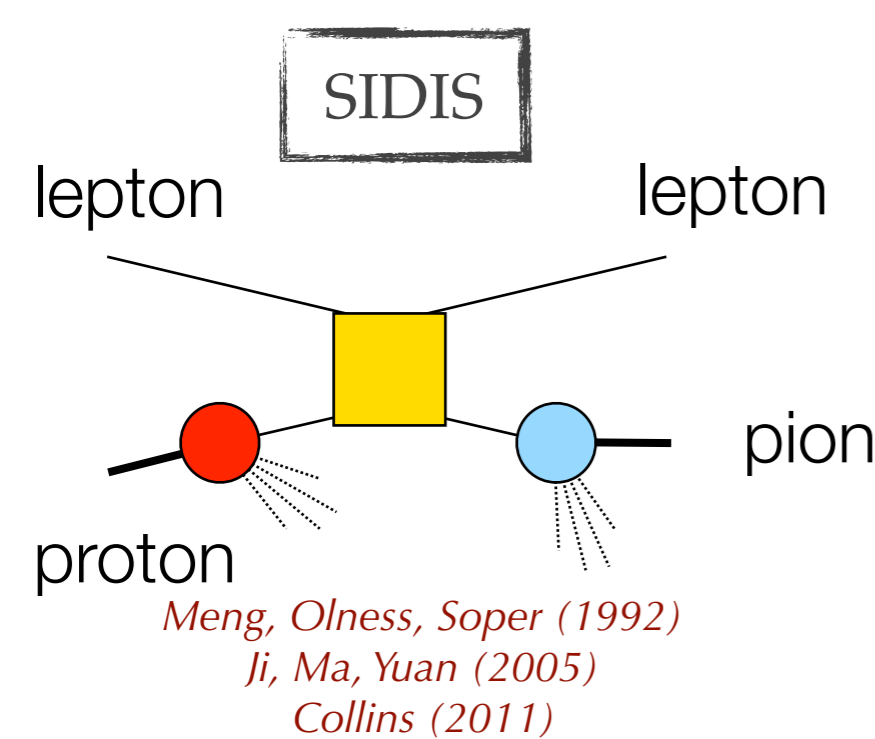 SIDIS
lepton
lepton
pion
proton
Meng, Olness, Soper (1992)
Ji, Ma, Yuan (2005)
Collins (2011)